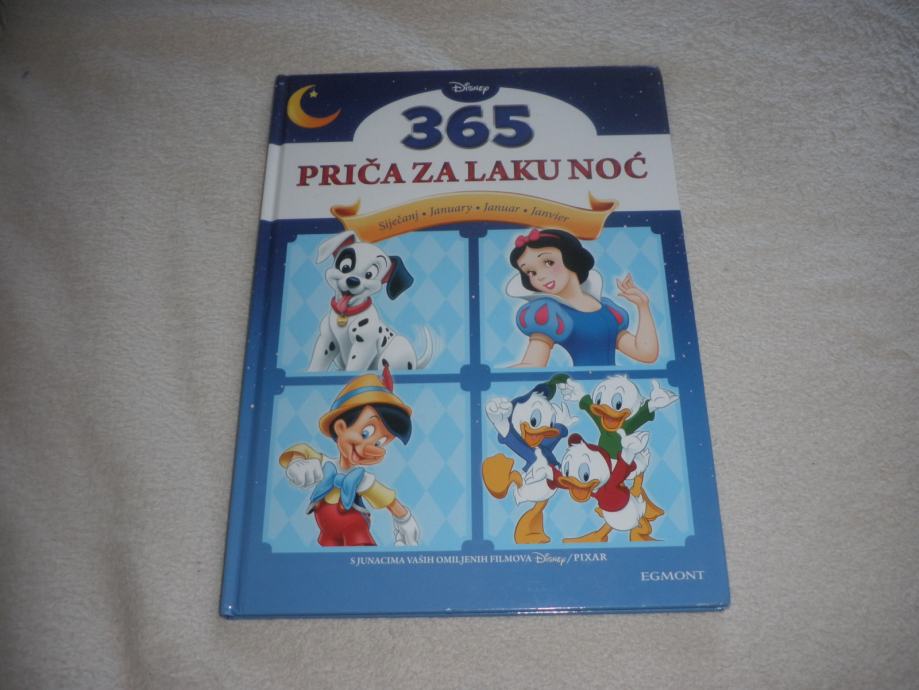 Disney
365
PRIČA ZA LAKU NOĆ
Siječanj • January • Januar • Janvier
S JUNACIMA VAŠIH OMILJENIH FILMOVA Disney / PIXAR
EGMONT